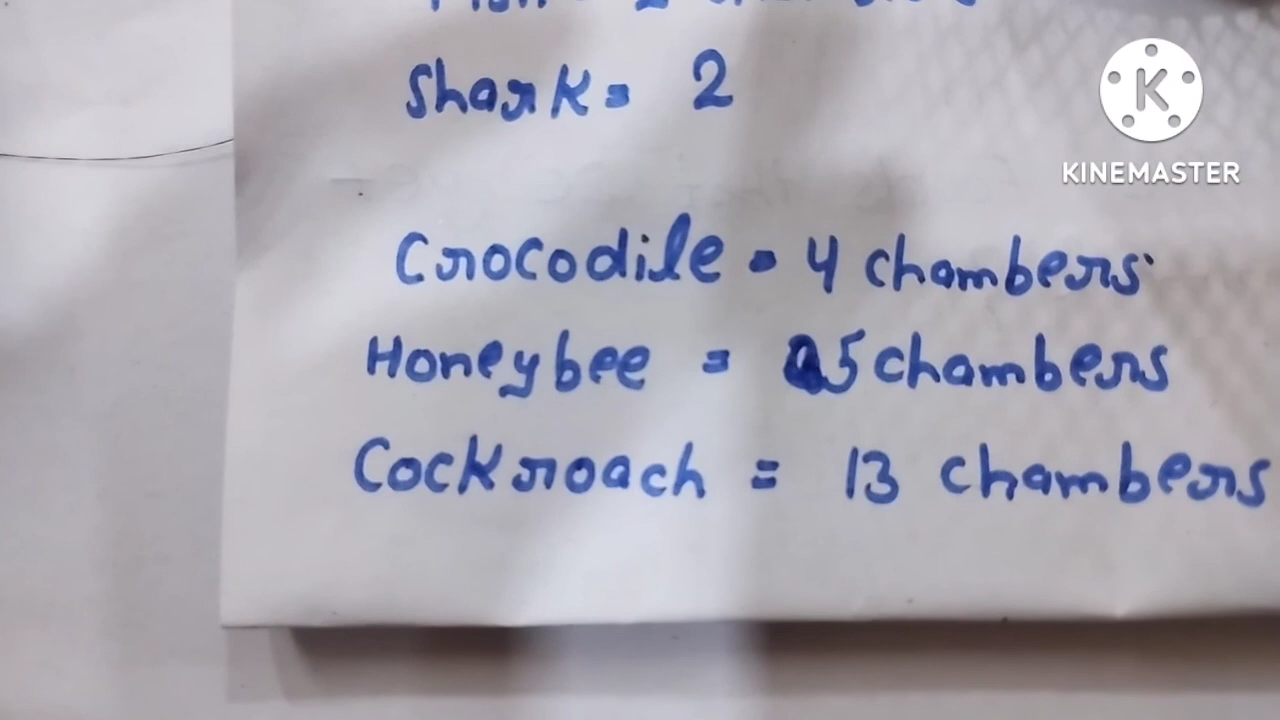 Shark = 2
K
KINEMASTER
Crocodile = 4 chambers
Honeybee = 5 chambers
Cockroach = 13 chambers